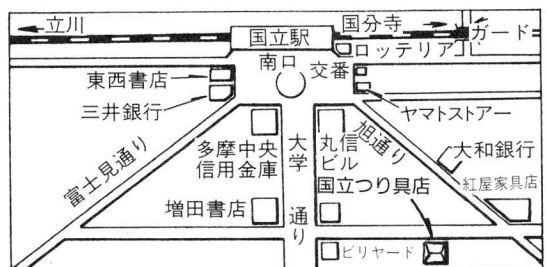 ←立川
国分寺→
国立駅
ガード
ロッテリア
南口
交番
東西書店
三井銀行
ヤマトストアー
富士見通り
多摩中央
信用金庫
大学通り
丸信
ビル
旭通り
大和銀行
国立つり具店
紅屋家具店
増田書店
ビリヤード